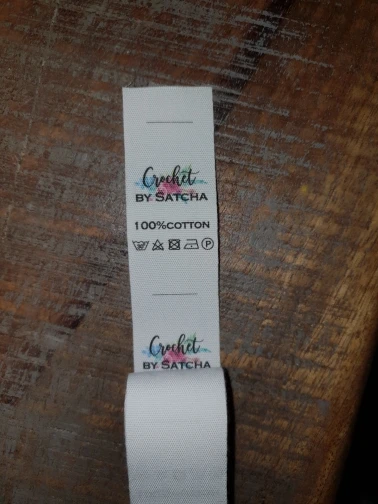 Crochet
BY SATCHA
100%COTTON
P
Crochet
BY SATCHA